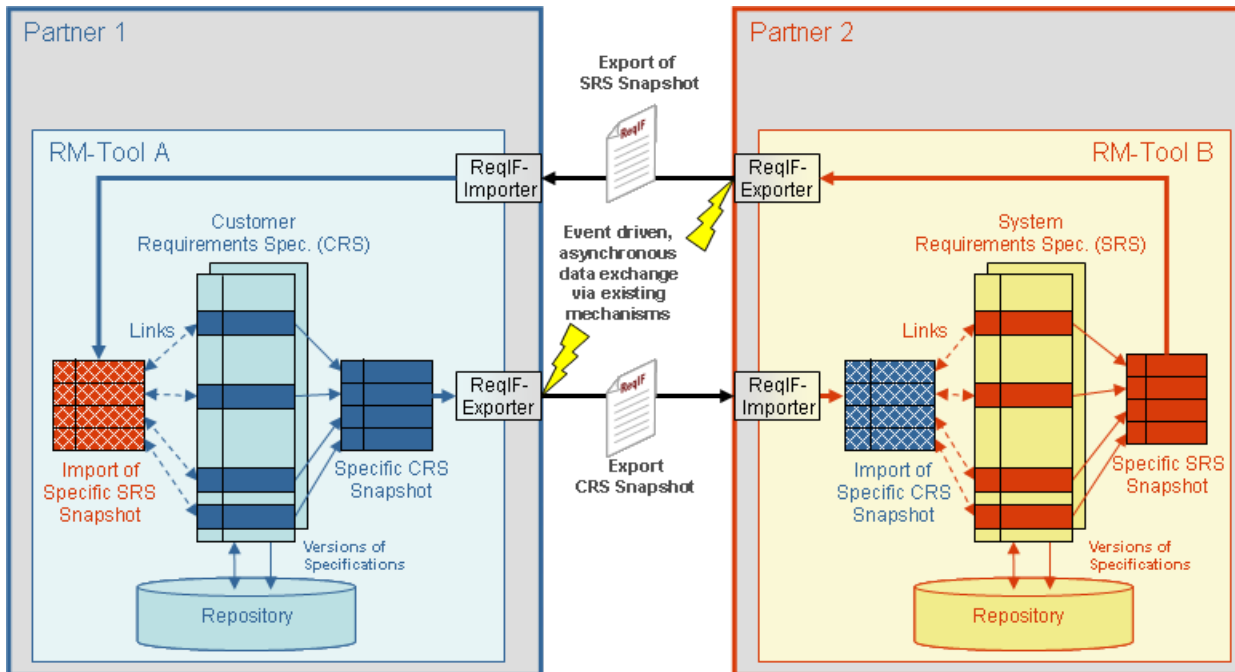 Partner 1
Partner 2
Export of
SRS Snapshot
ReqIF
RM-Tool A
ReqIF-
Importer
ReqIF-
Exporter
RM-Tool B
Customer
Requirements Spec. (CRS)
Event driven,
asynchronous
data exchange
via existing
mechanisms
System
Requirements Spec. (SRS)
Links
Links
ReqIF-
Exporter
ReqIF
ReqIF-
Importer
Import of
Specific SRS
Snapshot
Specific CRS
Snapshot
Export
CRS Snapshot
Import of
Specific CRS
Snapshot
Specific SRS
Snapshot
Versions of
Specifications
Versions of
Specifications
Repository
Repository